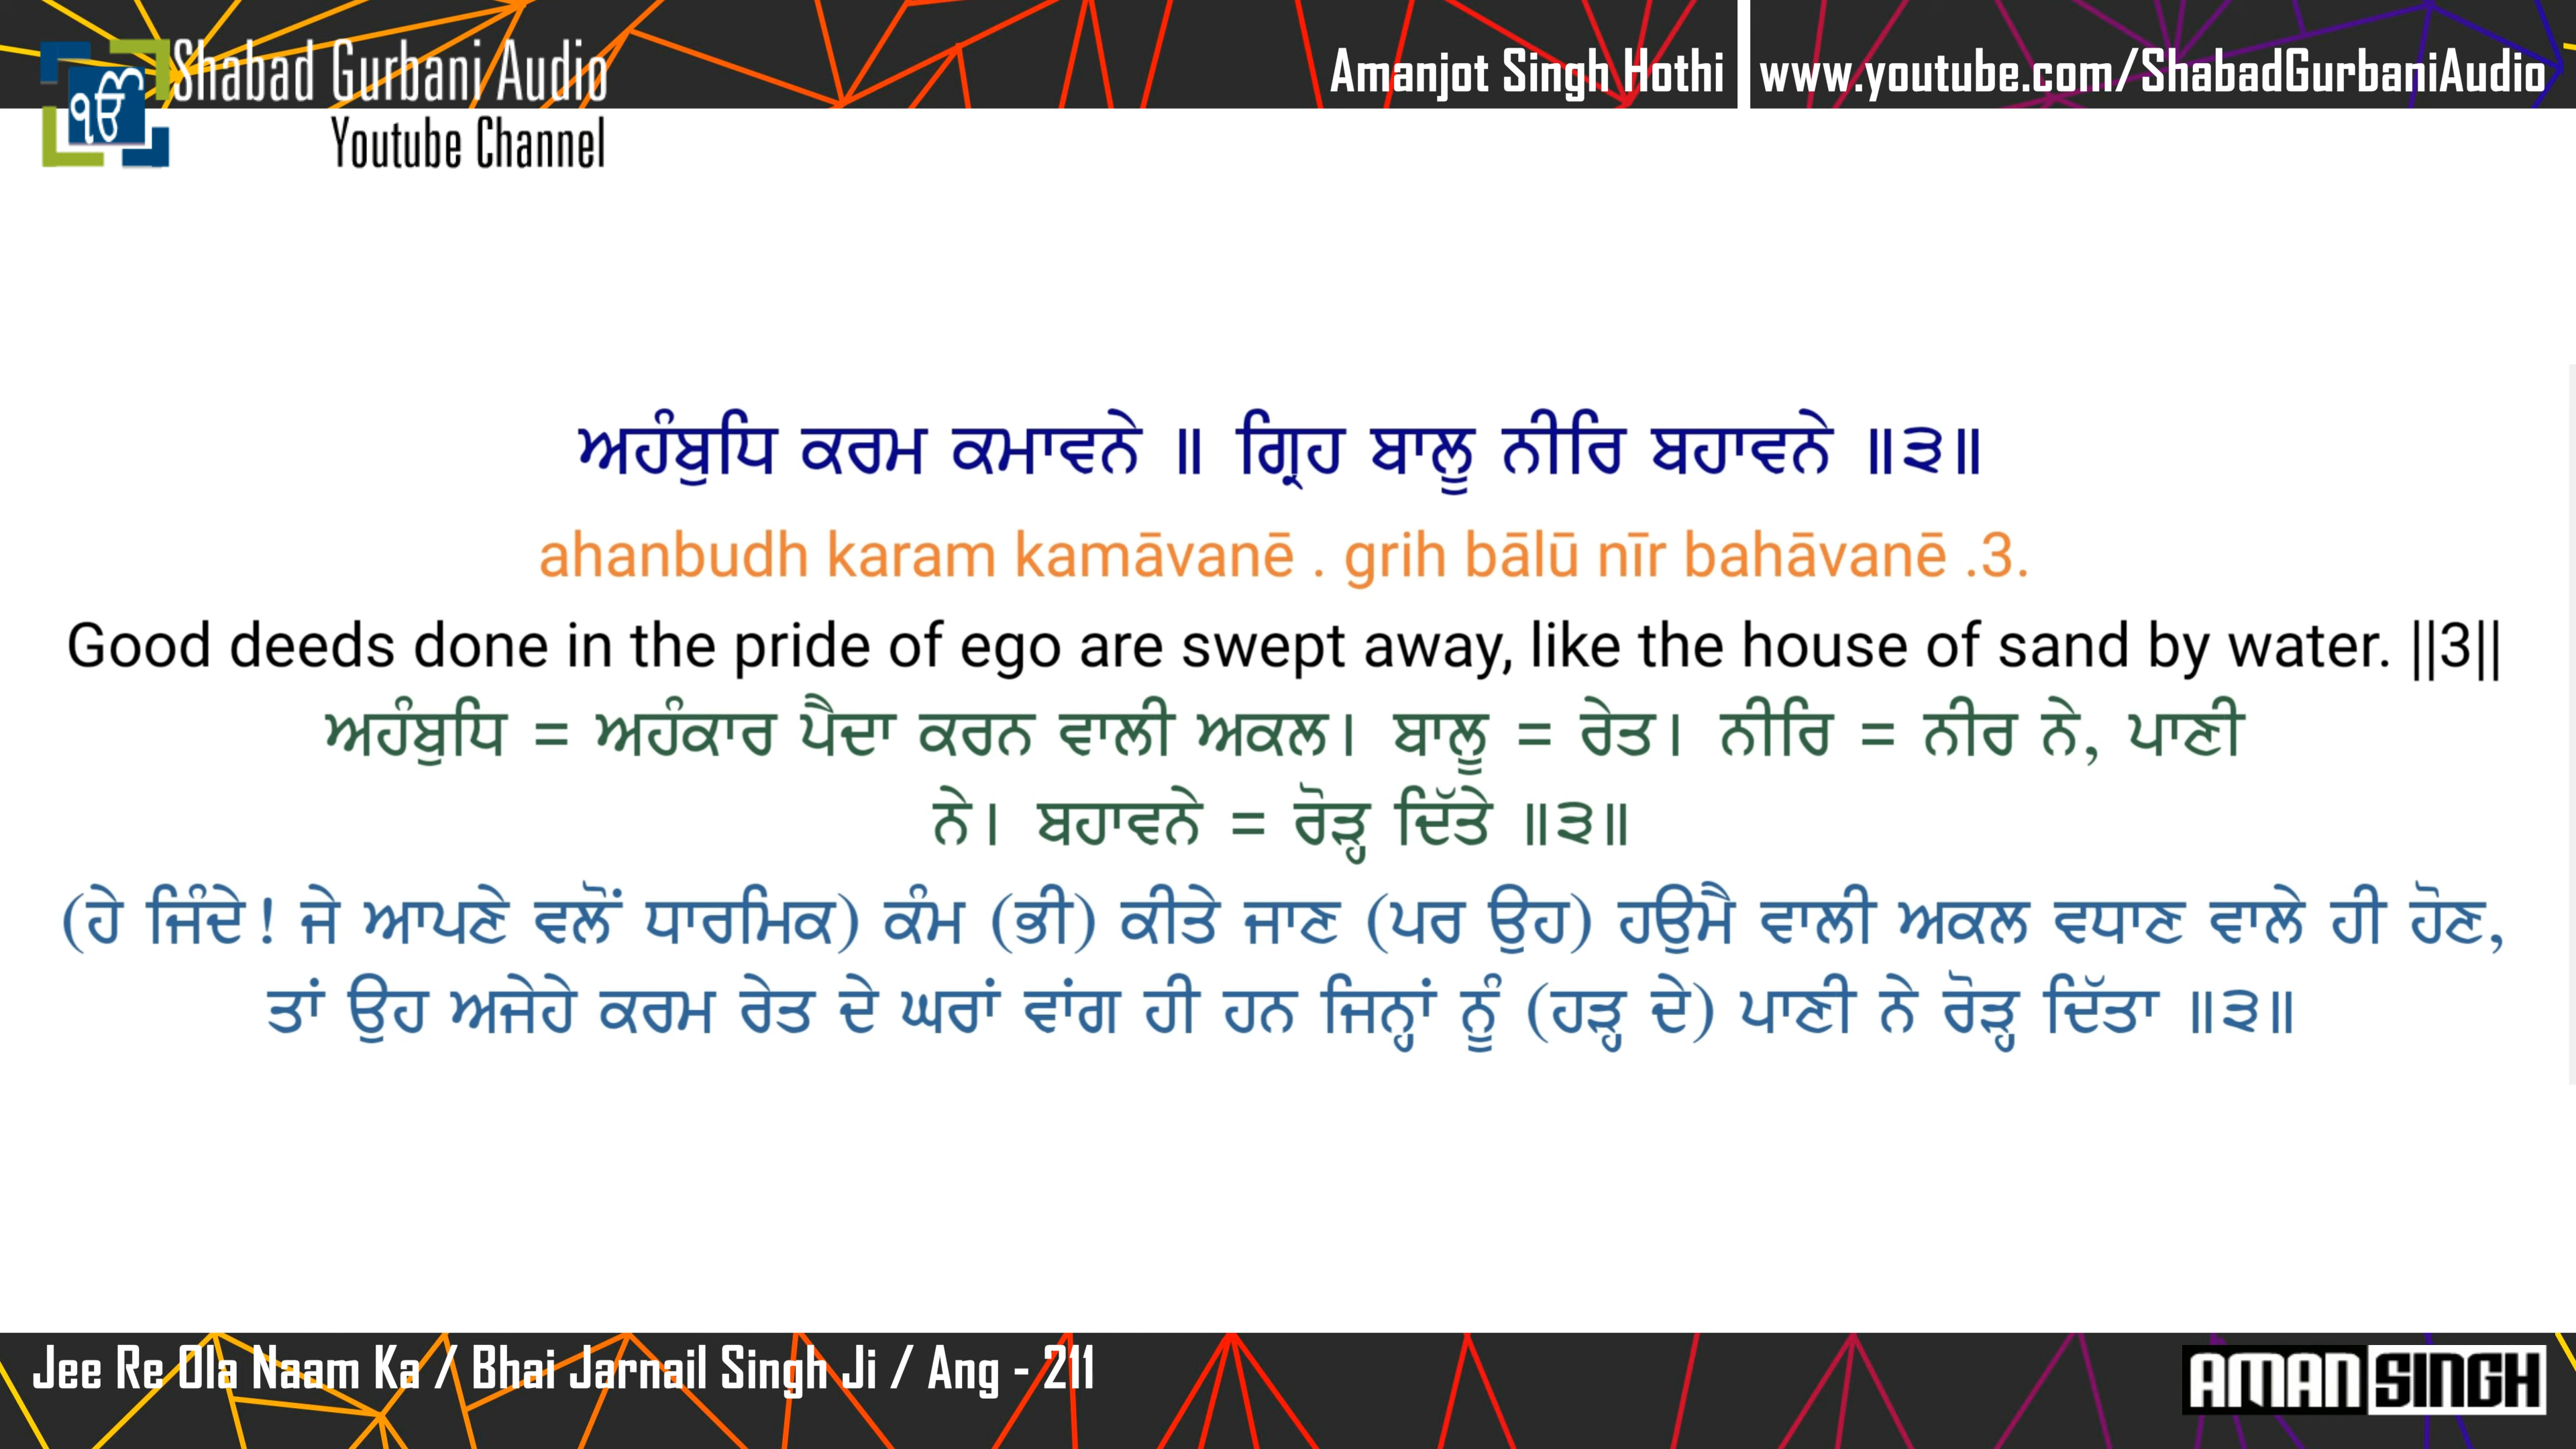 Shabad Gurbani Audio
Youtube Channel
ੴ
Amanjot Singh Hothi
www.youtube.com/ShabadGurbaniAudio
ਅਹੰਬੁਧਿ ਕਰਮ ਕਮਾਵਨੇ ॥ ਗ੍ਰਿਹ ਬਾਲੂ ਨੀਰਿ ਬਹਾਵਨੇ ॥੩॥
ahanbudh karam kamāvanē . grih bālū nīr bahāvanē .3.
Good deeds done in the pride of ego are swept away, like the house of sand by water. ||3||
ਅਹੰਬੁਧਿ = ਅਹੰਕਾਰ ਪੈਦਾ ਕਰਨ ਵਾਲੀ ਅਕਲ। ਬਾਲੂ = ਰੇਤ। ਨੀਰਿ = ਨੀਰ ਨੇ, ਪਾਣੀ
ਨੇ। ਬਹਾਵਨੇ = ਰੋੜ੍ਹ ਦਿੱਤੇ ॥੩॥
(ਹੇ ਜਿੰਦੇ! ਜੇ ਆਪਣੇ ਵਲੋਂ ਧਾਰਮਿਕ) ਕੰਮ (ਭੀ) ਕੀਤੇ ਜਾਣ (ਪਰ ਉਹ) ਹਉਮੈ ਵਾਲੀ ਅਕਲ ਵਧਾਣ ਵਾਲੇ ਹੀ ਹੋਣ,
ਤਾਂ ਉਹ ਅਜੇਹੇ ਕਰਮ ਰੇਤ ਦੇ ਘਰਾਂ ਵਾਂਗ ਹੀ ਹਨ ਜਿਨ੍ਹਾਂ ਨੂੰ (ਹੜ੍ਹ ਦੇ) ਪਾਣੀ ਨੇ ਰੋੜ੍ਹ ਦਿੱਤਾ ॥੩॥
Jee Re Ola Naam Ka / Bhai Jarnail Singh Ji / Ang - 211
AMAN SINGH